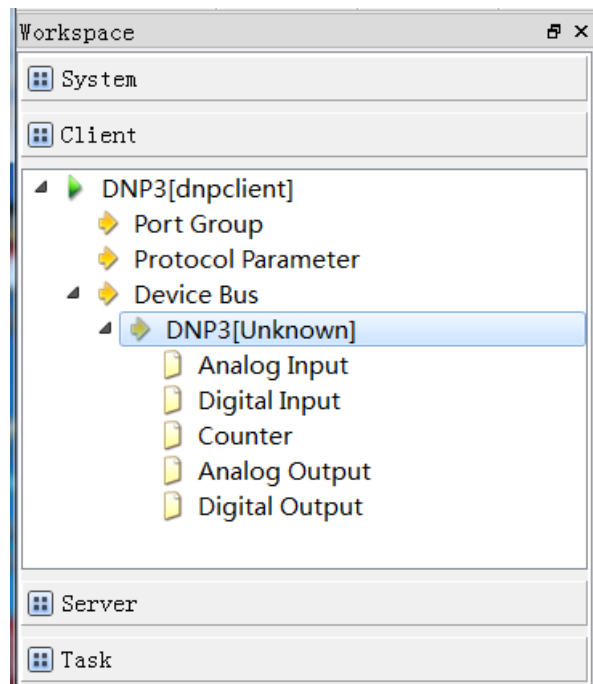 Workspace
System
Client
DNP3[dnpclient]
Port Group
Protocol Parameter
Device Bus
DNP3[Unknown]
Analog Input
Digital Input
Counter
Analog Output
Digital Output
Server
Task